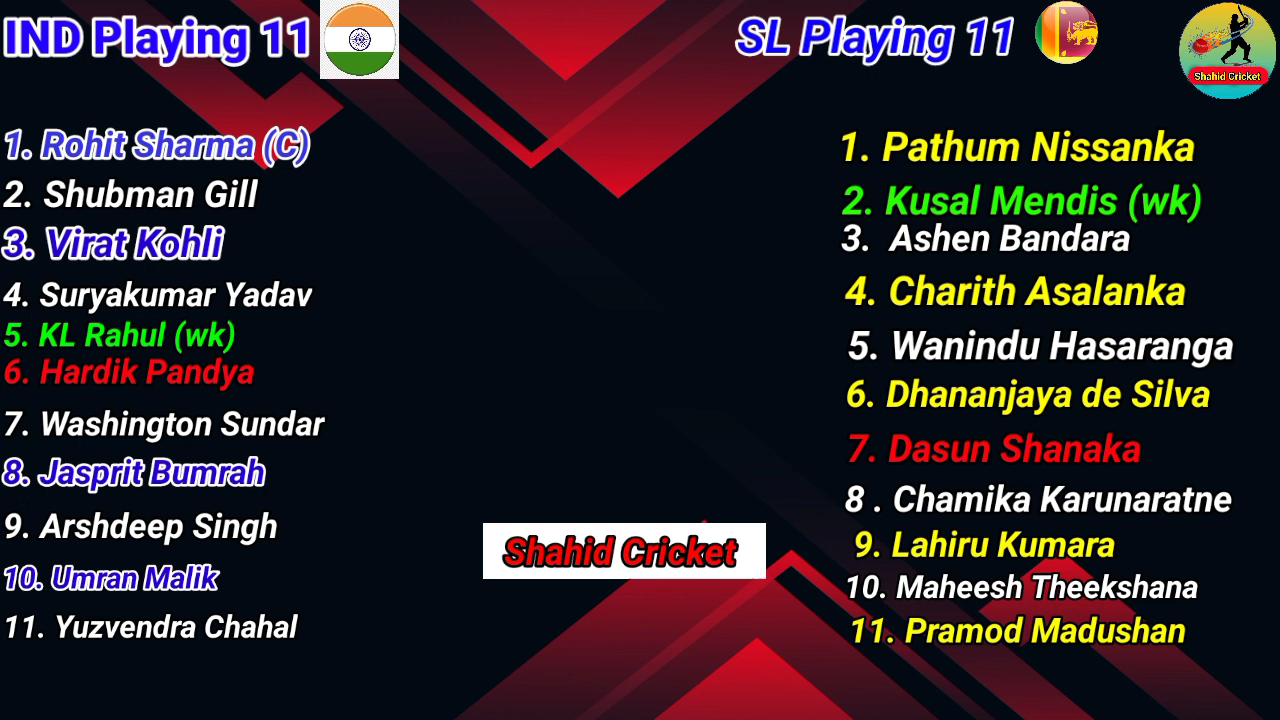 IND Playing 11
1. Rohit Sharma (C)
2. Shubman Gill
3. Virat Kohli
4. Suryakumar Yadav
5. KL Rahul (wk)
6. Hardik Pandya
7. Washington Sundar
8. Jasprit Bumrah
9. Arshdeep Singh
10. Umran Malik
11. Yuzvendra Chahal
Shahid Cricket
SL Playing 11
Shahid Cricket
1. Pathum Nissanka
2. Kusal Mendis (wk)
3. Ashen Bandara
4. Charith Asalanka
5. Wanindu Hasaranga
6. Dhananjaya de Silva
7. Dasun Shanaka
8 . Chamika Karunaratne
9. Lahiru Kumara
10. Maheesh Theekshana
11. Pramod Madushan